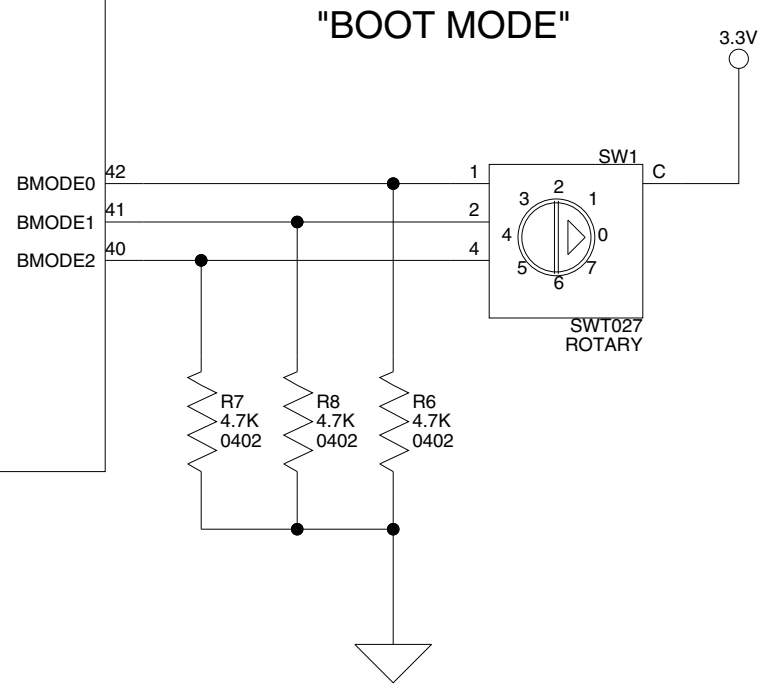 "BOOT MODE"
3.3V
BMODE0
42
BMODE1
41
BMODE2
40
1
2
4
SW1
C
3
2
1
4
0
5
6
7
SWT027
ROTARY
R7
4.7K
0402
R8
4.7K
0402
R6
4.7K
0402